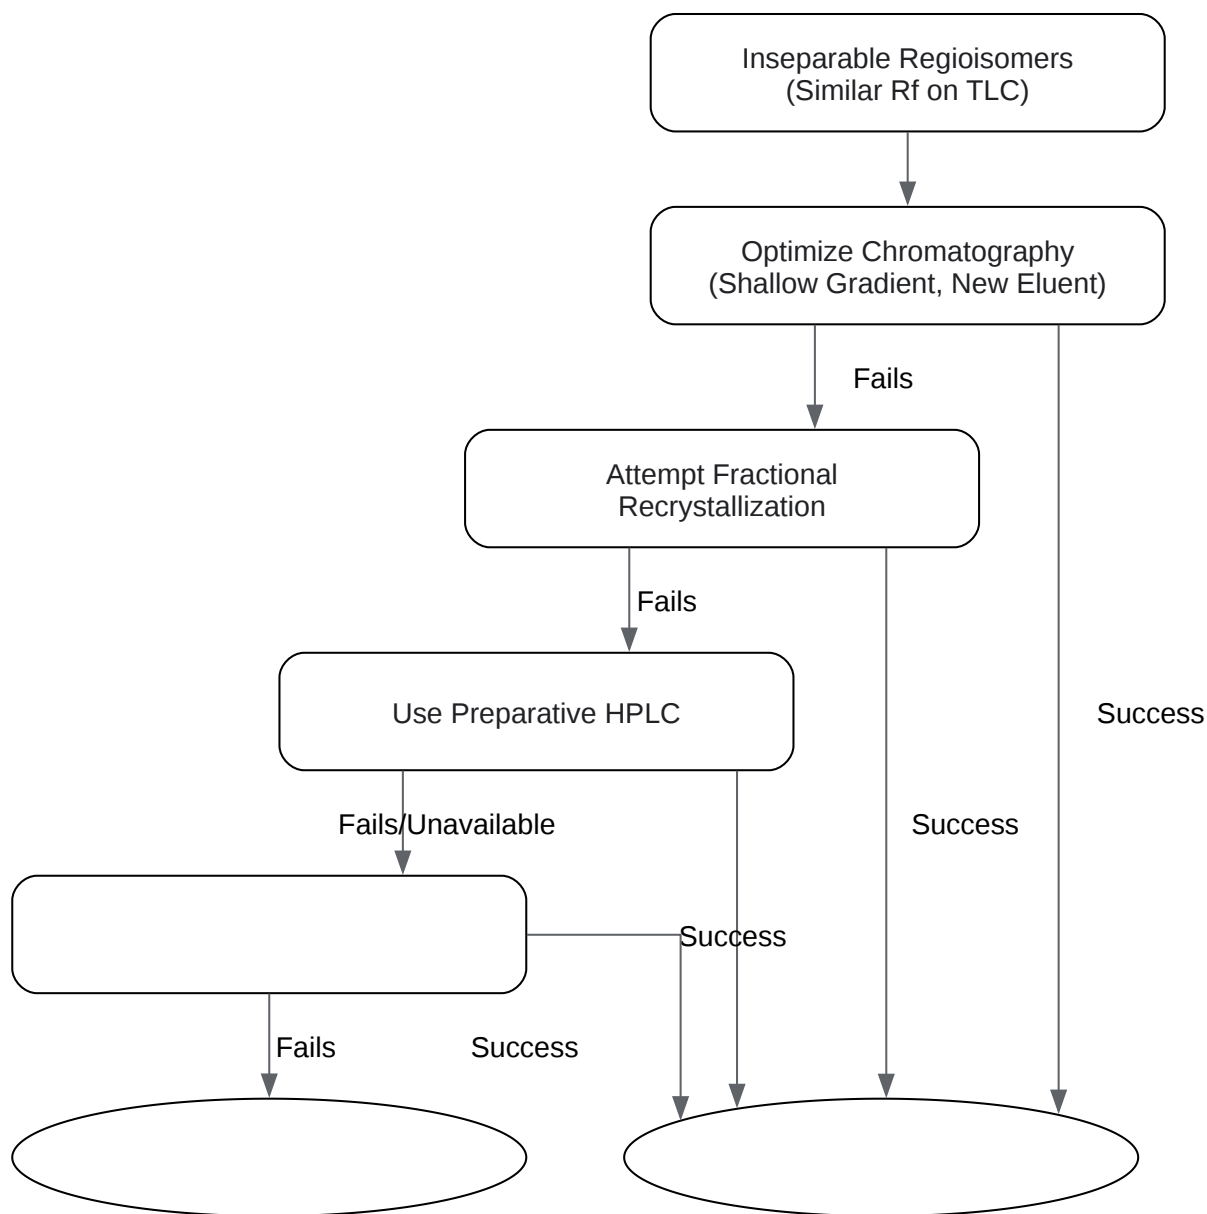 Inseparable Regioisomers
(Similar Rf on TLC)
Optimize Chromatography
(Shallow Gradient, New Eluent)
Fails
Attempt Fractional
Recrystallization
Fails
Use Preparative HPLC
Success
Fails/Unavailable
Success
Success
Fails
Success